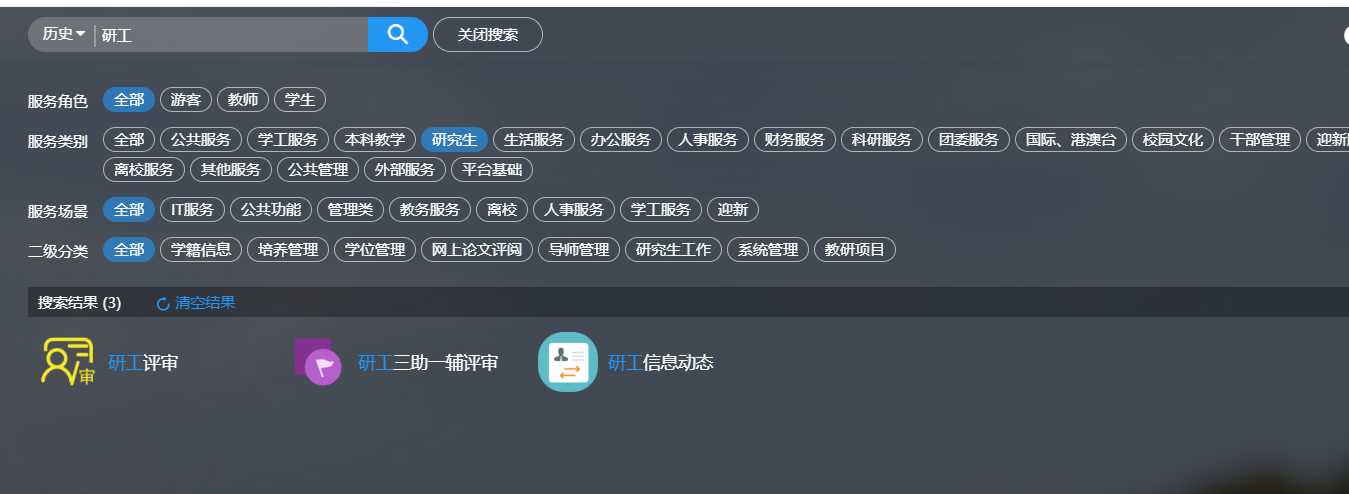 历史 研工 关闭搜索
服务角色 全部 游客 教师 学生
服务类别 全部 公共服务 学工服务 本科教学 研究生 生活服务 办公服务 人事服务 财务服务 科研服务 团委服务 国际、港澳台 校园文化 干部管理 迎新
离校服务 其他服务 公共管理 外部服务 平台基础
服务场景 全部 IT服务 公共功能 管理类 教务服务 离校 人事服务 学工服务 迎新
二级分类 全部 学籍信息 培养管理 学位管理 网上论文评阅 导师管理 研究生工作 系统管理 教研项目
搜索结果 (3) 清空结果
审 研工评审 研工三助一辅评审 研工信息动态